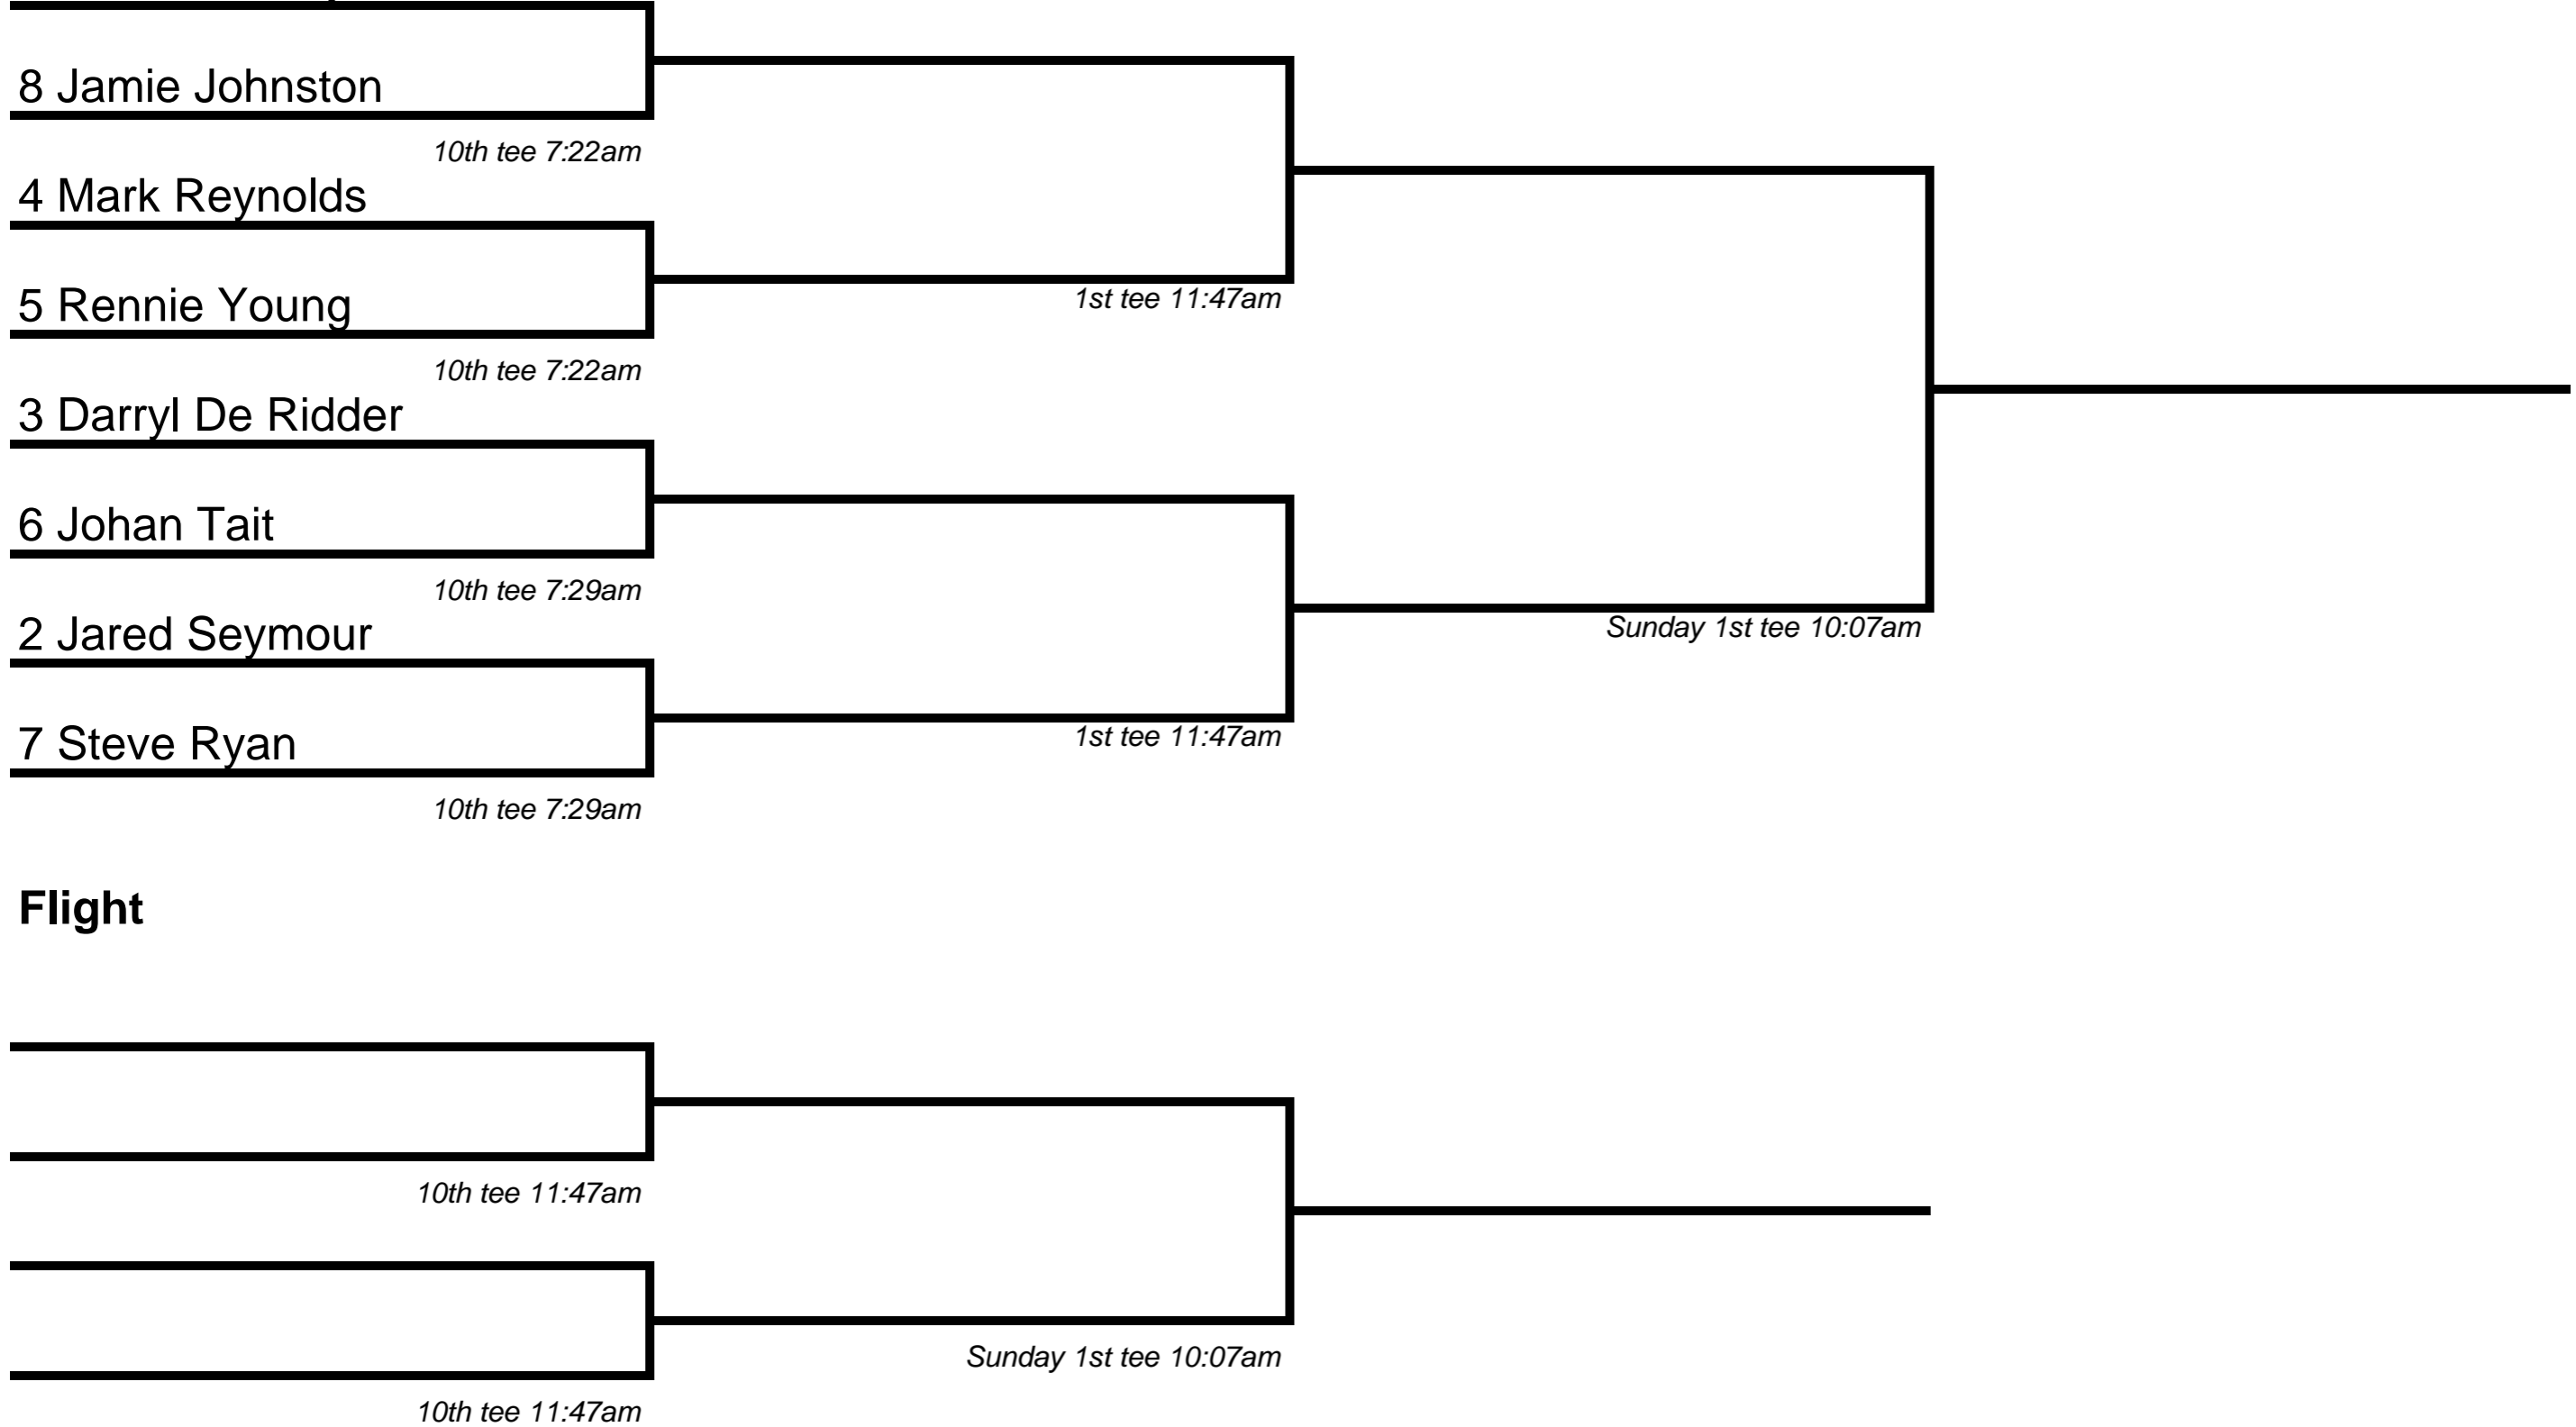 8 Jamie Johnston
10th tee 7:22am
4 Mark Reynolds
5 Rennie Young
1st tee 11:47am
10th tee 7:22am
3 Darryl De Ridder
6 Johan Tait
10th tee 7:29am
2 Jared Seymour
Sunday 1st tee 10:07am
7 Steve Ryan
1st tee 11:47am
10th tee 7:29am
Flight
10th tee 11:47am
Sunday 1st tee 10:07am
10th tee 11:47am